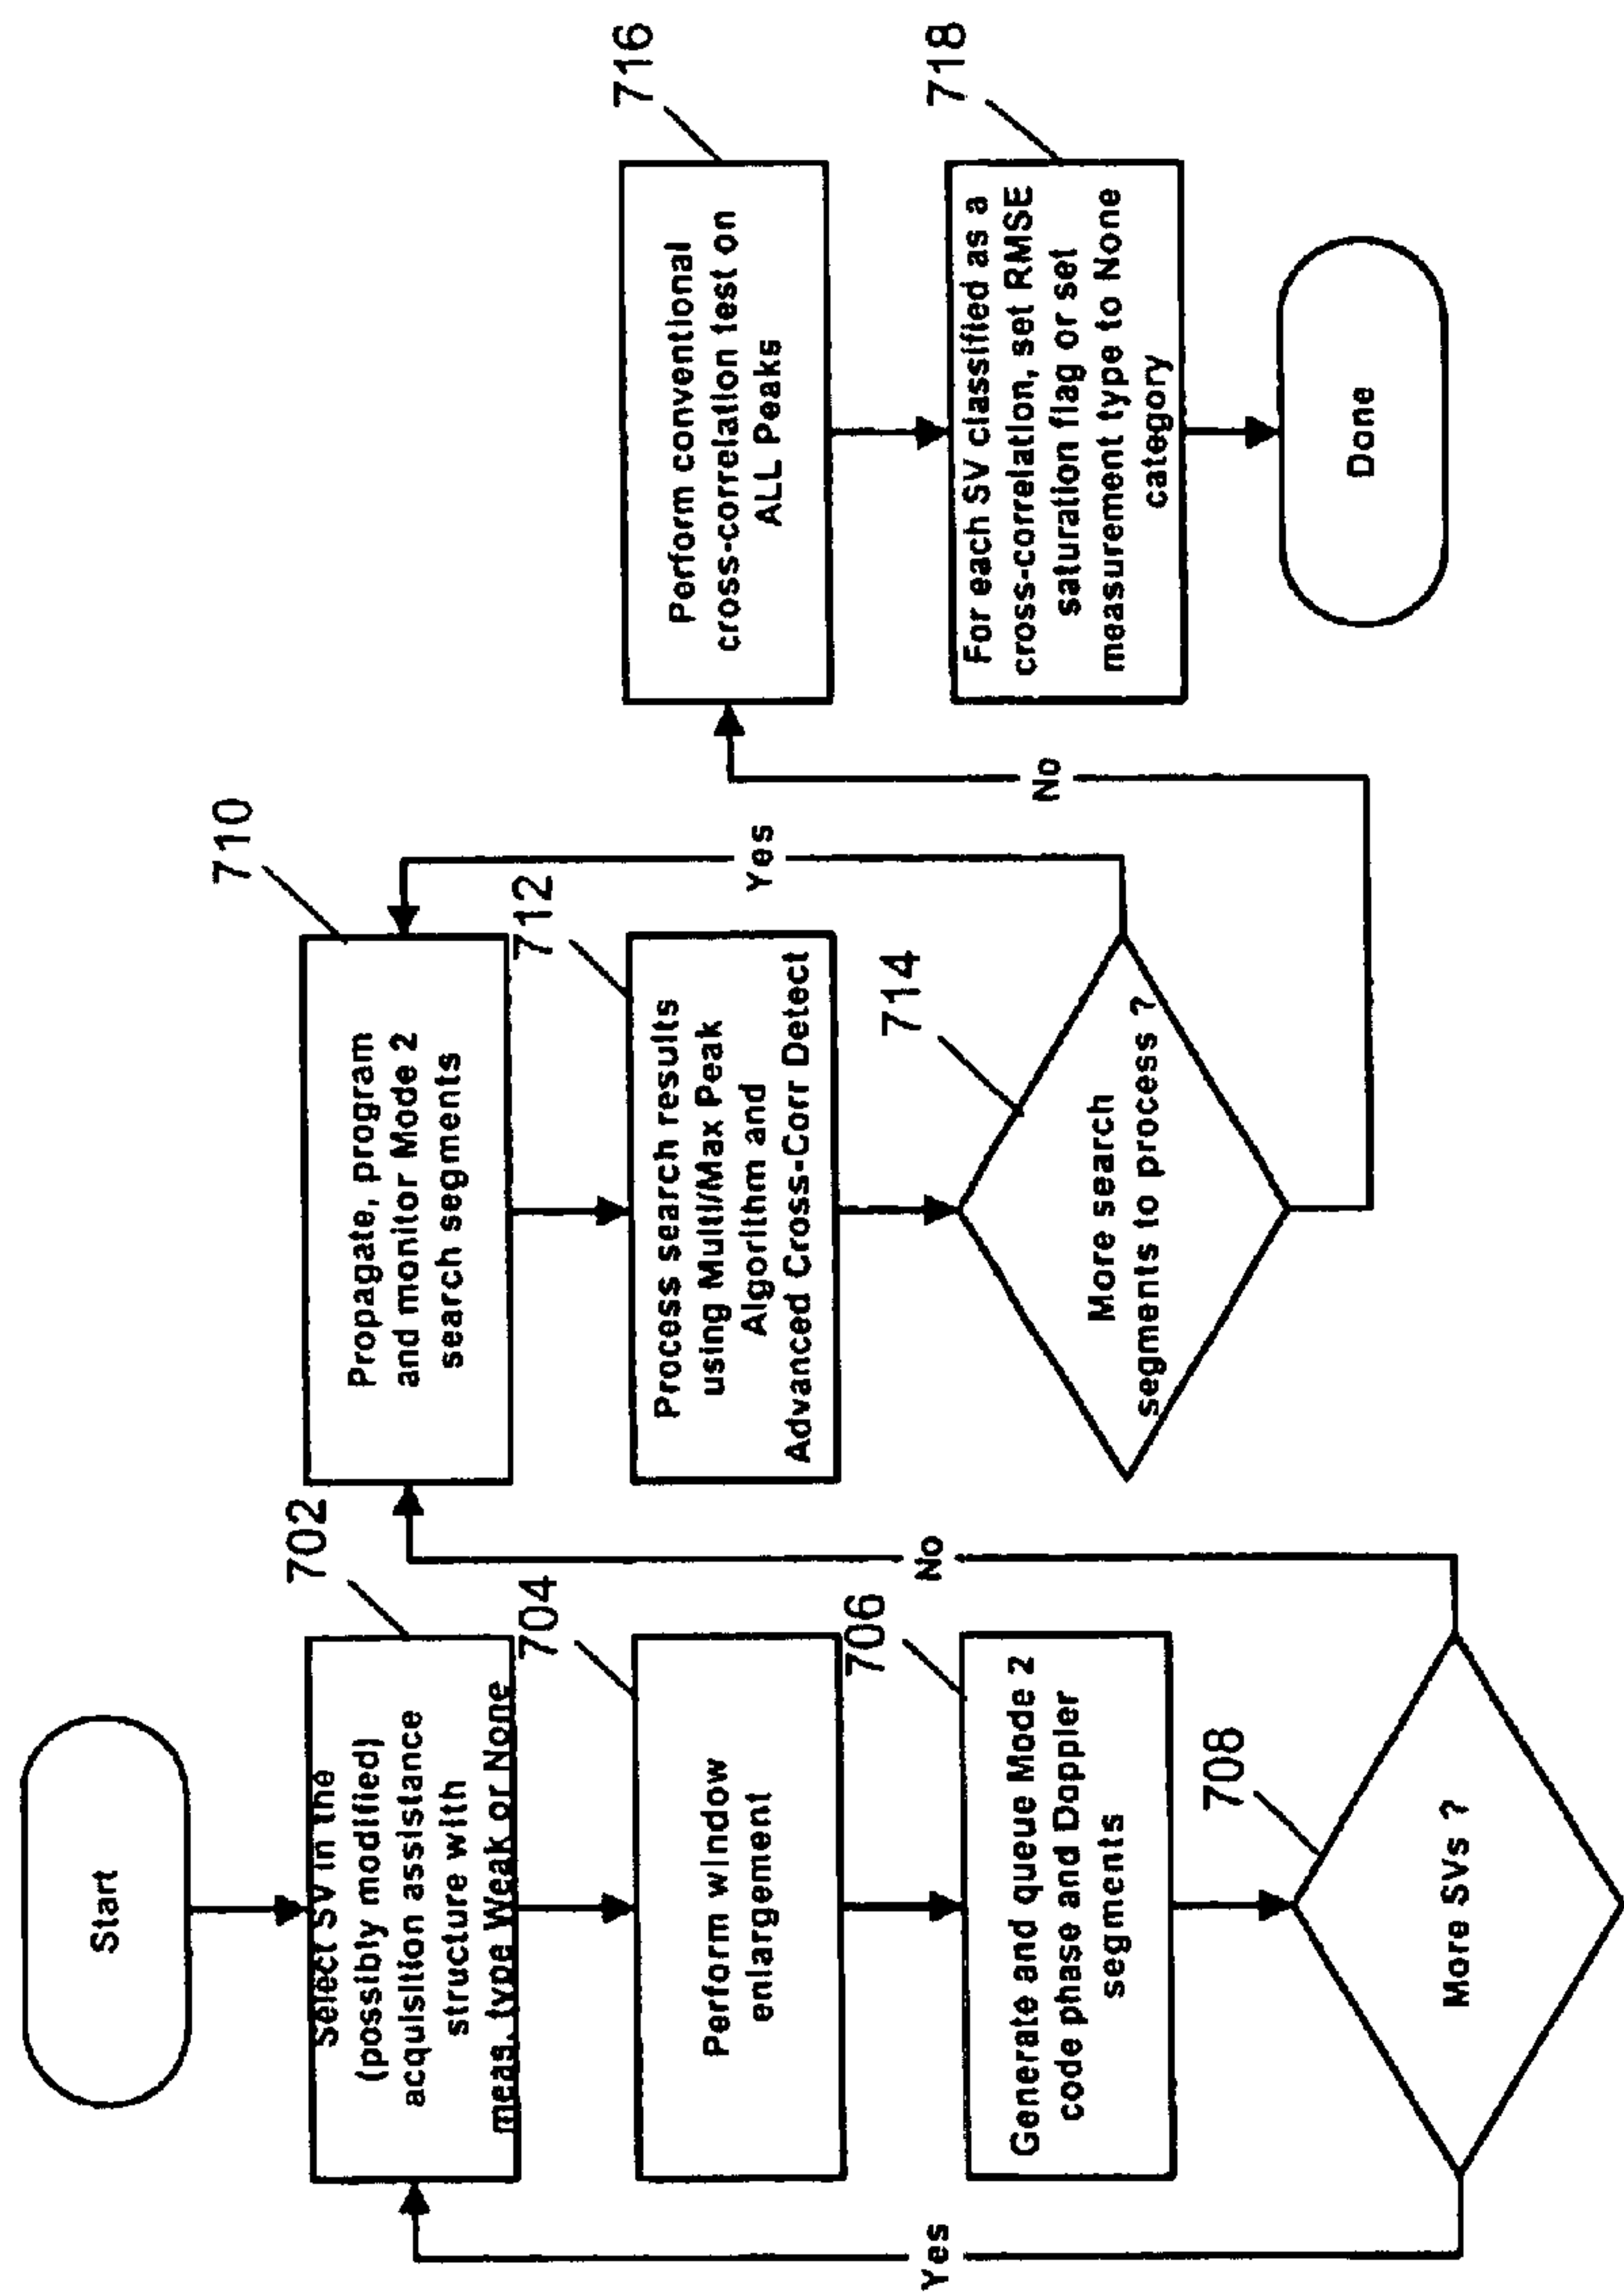 Start
702
Select SV in the
(possibly modified)
acquisition assistance
structure with
meas. type Weak or None
704
Perform window
enlargement
706
Generate and queue Mode 2
code phase and Doppler
segments
708
More SVs ?
Yes
No
710
Propagate, program
and monitor Mode 2
search segments
712
Process search results
using Multi/Max Peak
Algorithm and
Advanced Cross-Corr Detect
714
More search
segments to process ?
Yes
No
716
Perform conventional
cross-correlation test on
ALL Peaks
718
For each SV classified as a
cross-correlation, set RMSE
saturation flag or set
measurement type to None
category
Done